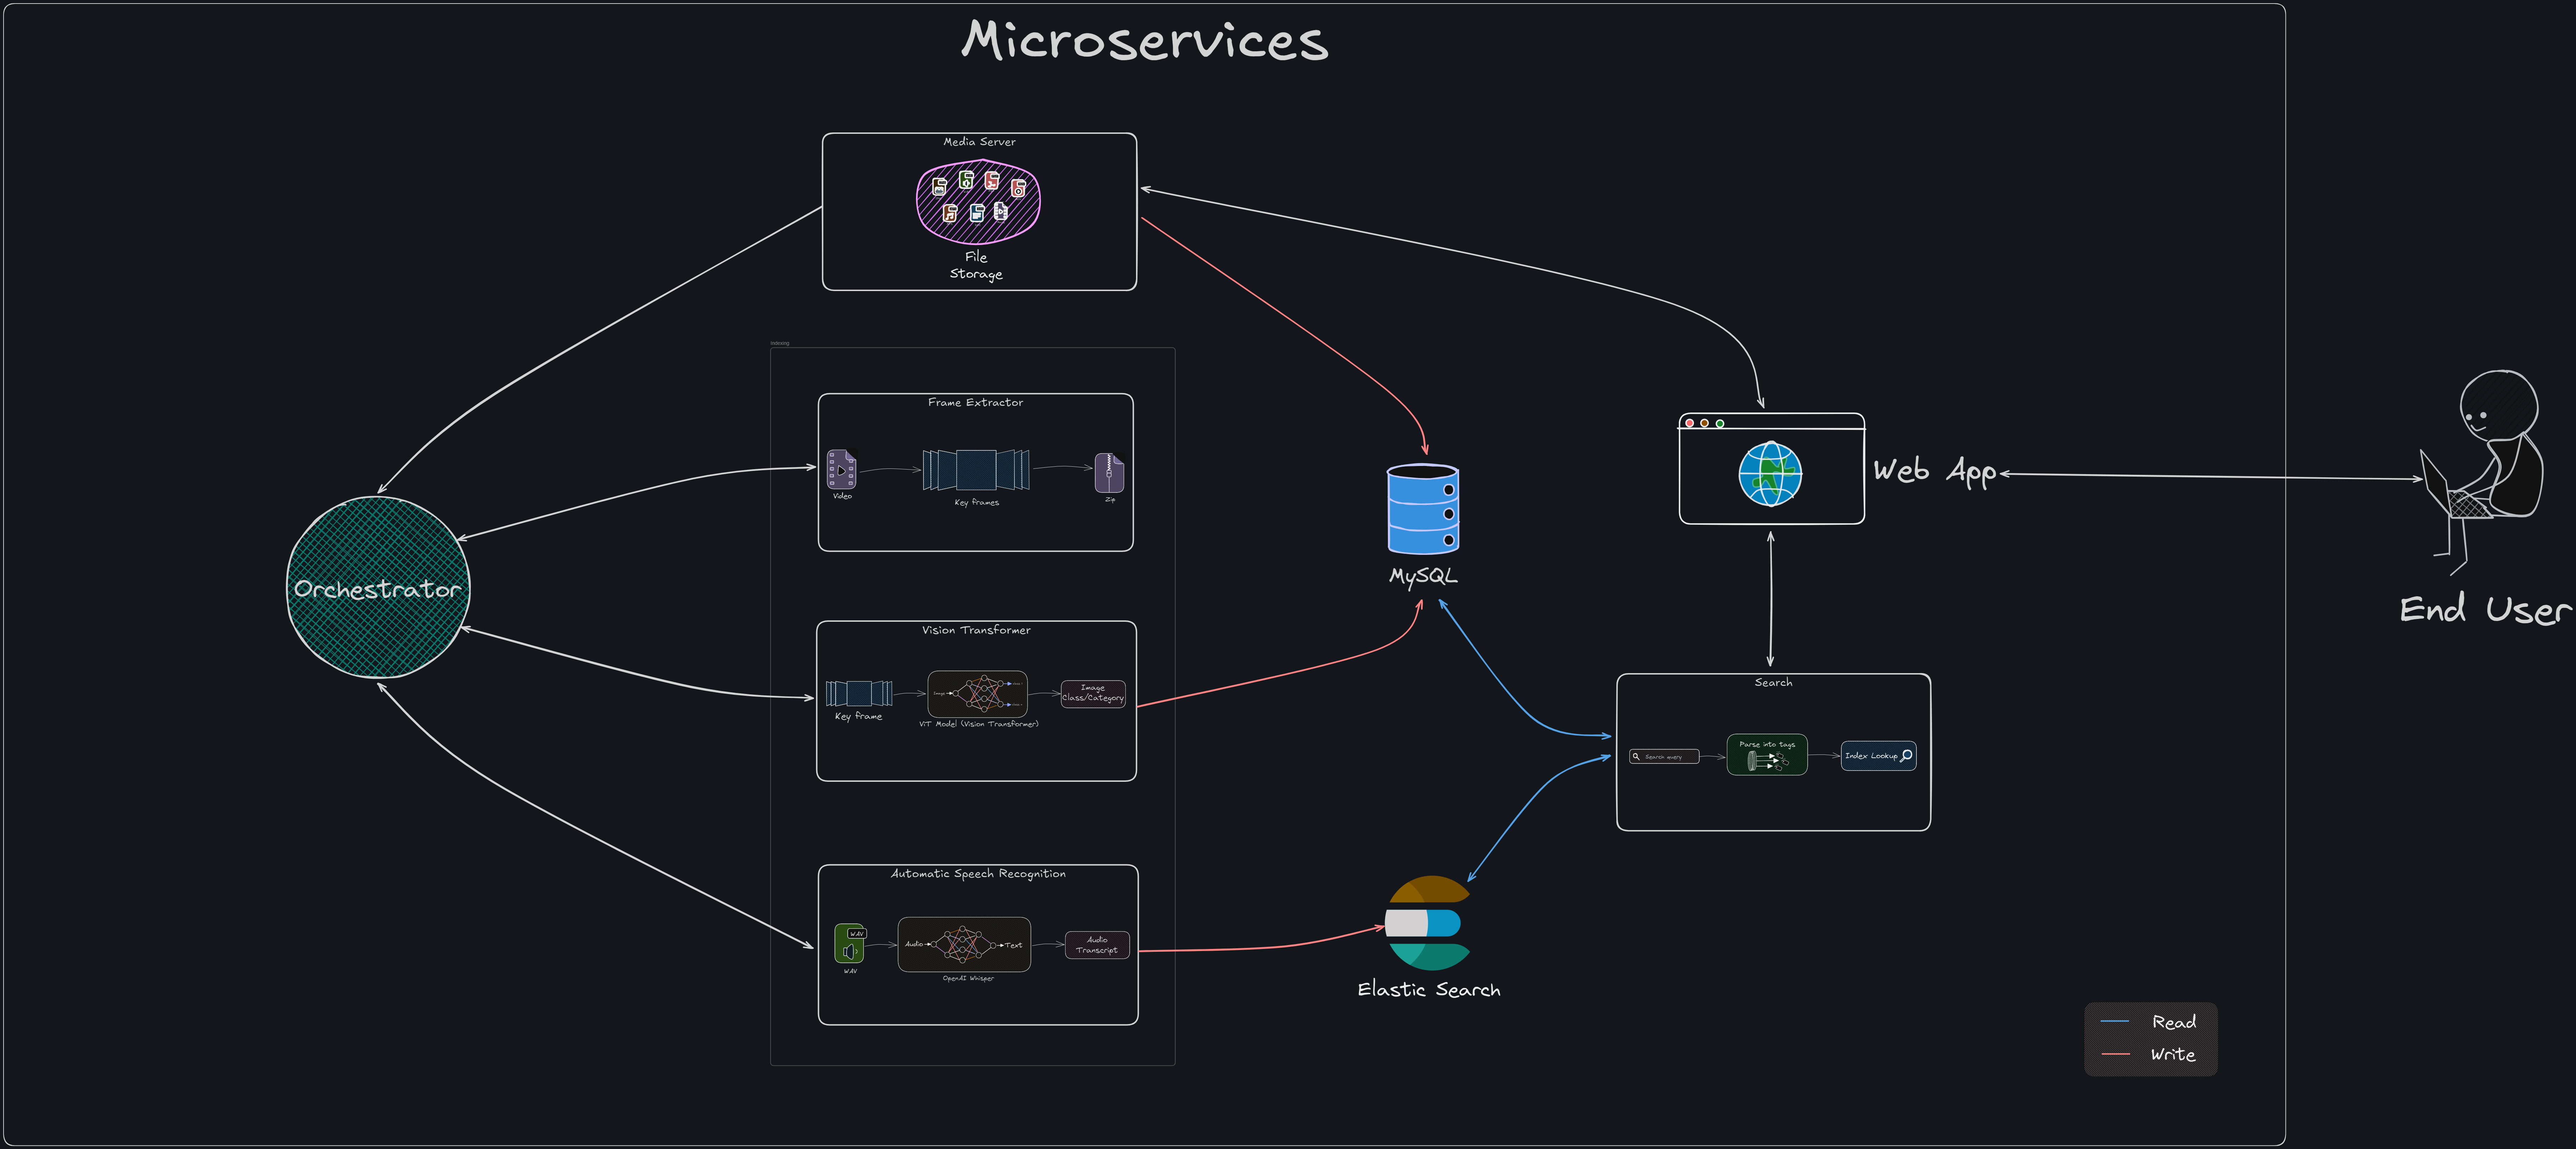 Microservices
Media Server
File
Storage
Indexing
Frame Extractor
Video
Key frames
Zip
Orchestrator
Vision Transformer
Key frame
Image
ViT Model (Vision Transformer)
Image
Class/Category
Automatic Speech Recognition
WAV
WAV
Audio
Text
OpenAI Whisper
Audio
Transcript
MySQL
Elastic Search
Web App
Search
Search query
Parse into tags
Index Lookup
End User
Read
Write